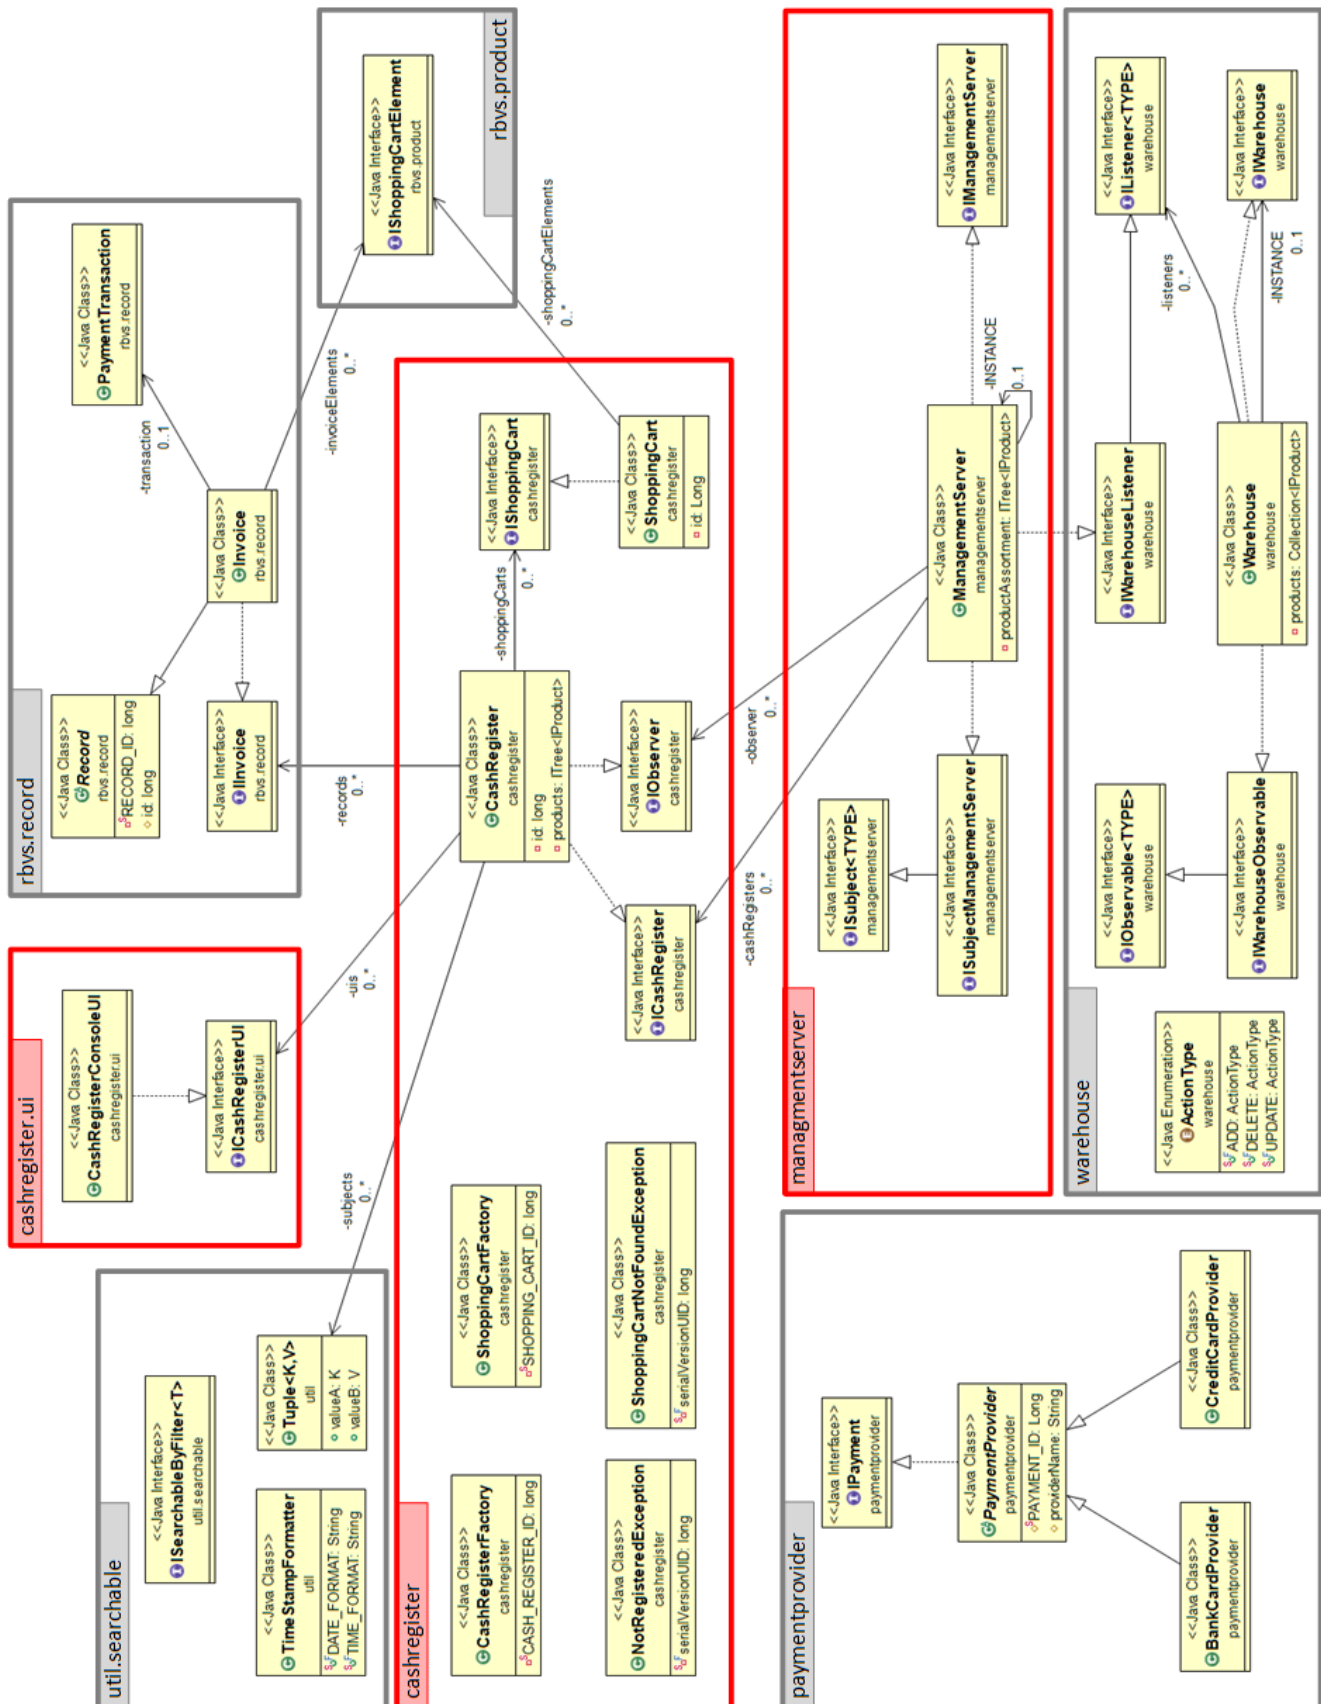 util.searchable
<<Java Interface>>
ISearchableByFilter<T>
util.searchable
<<Java Class>>
TimeStampFormatter
util
DATE_FORMAT: String
TIME_FORMAT: String
<<Java Class>>
Tuple<K,V>
util
valueA: K
valueB: V
cashregister.ui
<<Java Class>>
CashRegisterConsoleUI
cashregister.ui
<<Java Interface>>
ICashRegisterUI
cashregister.ui
rbvs.record
<<Java Class>>
Record
rbvs.record
RECORD_ID: long
id: long
<<Java Interface>>
IInvoice
rbvs.record
<<Java Class>>
Invoice
rbvs.record
<<Java Class>>
PaymentTransaction
rbvs.record
-transaction
0..1
-invoiceElements
0..*
rbvs.product
<<Java Interface>>
IShoppingCartElement
rbvs.product
-shoppingCartElements
0..*
-subjects
0..*
-uis
0..*
-records
0..*
cashregister
<<Java Class>>
CashRegisterFactory
cashregister
CASH_REGISTER_ID: long
<<Java Class>>
ShoppingCartFactory
cashregister
SHOPPING_CART_ID: long
<<Java Class>>
NotRegisteredException
cashregister
serialVersionUID: long
<<Java Class>>
ShoppingCartNotFoundException
cashregister
serialVersionUID: long
<<Java Class>>
CashRegister
cashregister
id: long
products: ITree<IProduct>
-shoppingCarts
0..*
<<Java Interface>>
IShoppingCart
cashregister
<<Java Class>>
ShoppingCart
cashregister
id: Long
<<Java Interface>>
ICashRegister
cashregister
<<Java Interface>>
IObserver
cashregister
-cashRegisters
0..*
-observer
0..*
managmentserver
<<Java Interface>>
ISubject<TYPE>
managementserver
<<Java Interface>>
ISubjectManagementServer
managementserver
<<Java Class>>
ManagementServer
managementserver
productAssortment: ITree<IProduct>
-INSTANCE
0..1
<<Java Interface>>
IManagementServer
managementserver
paymentprovider
<<Java Interface>>
IPayment
paymentprovider
<<Java Class>>
PaymentProvider
paymentprovider
PAYMENT_ID: Long
providerName: String
<<Java Class>>
BankCardProvider
paymentprovider
<<Java Class>>
CreditCardProvider
paymentprovider
warehouse
<<Java Enumeration>>
ActionType
warehouse
ADD: ActionType
DELETE: ActionType
UPDATE: ActionType
<<Java Interface>>
IObservable<TYPE>
warehouse
<<Java Interface>>
IWarehouseObservable
warehouse
<<Java Interface>>
IWarehouseListener
warehouse
<<Java Class>>
Warehouse
warehouse
products: Collection<IProduct>
-listeners
0..*
-INSTANCE
0..1
<<Java Interface>>
IListener<TYPE>
warehouse
<<Java Interface>>
IWarehouse
warehouse